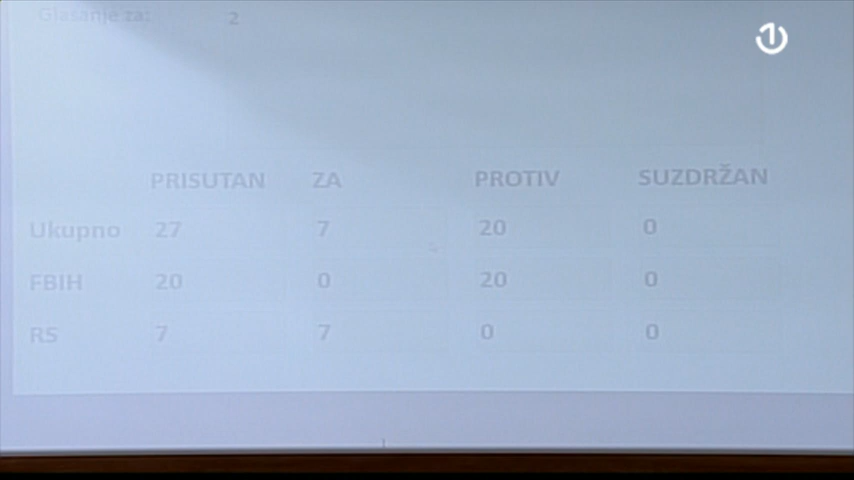 Glasanje za: 2
PRISUTAN ZA PROTIV SUZDRŽAN
Ukupno 27 7 20 0
FBIH 20 0 20 0
RS 7 7 0 0